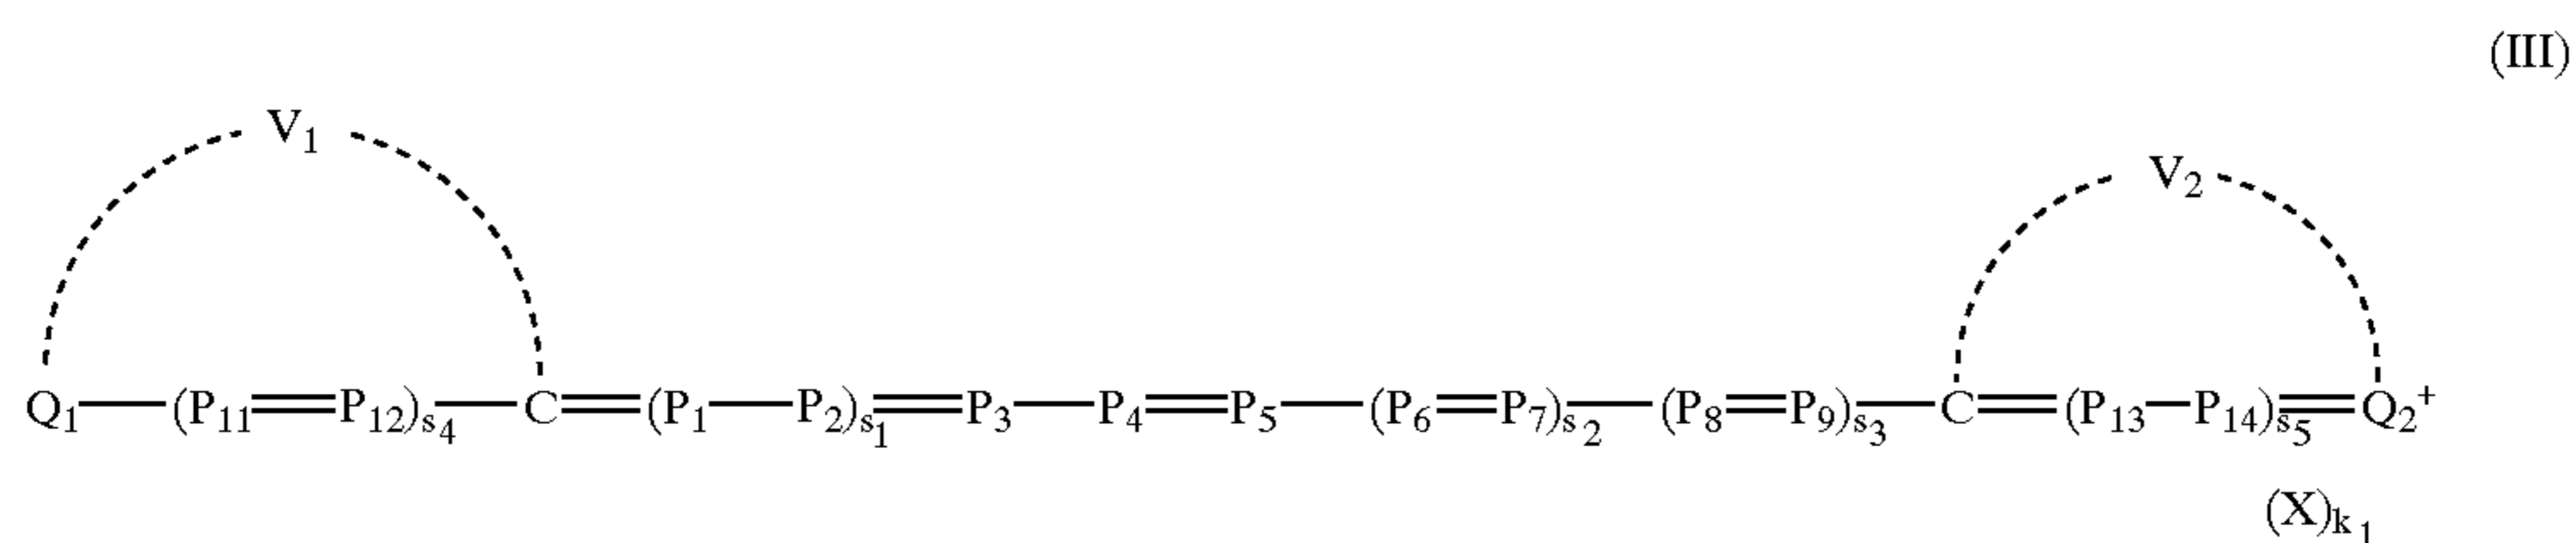 (III)
V₁
V₂
Q₁—(P₁₁=P₁₂)s₄—C=(P₁—P₂)s₁=P₃—P₄=P₅—(P₆=P₇)s₂—(P₈=P₉)s₃—C=(P₁₃—P₁₄)s₅=Q₂⁺
(X)k₁